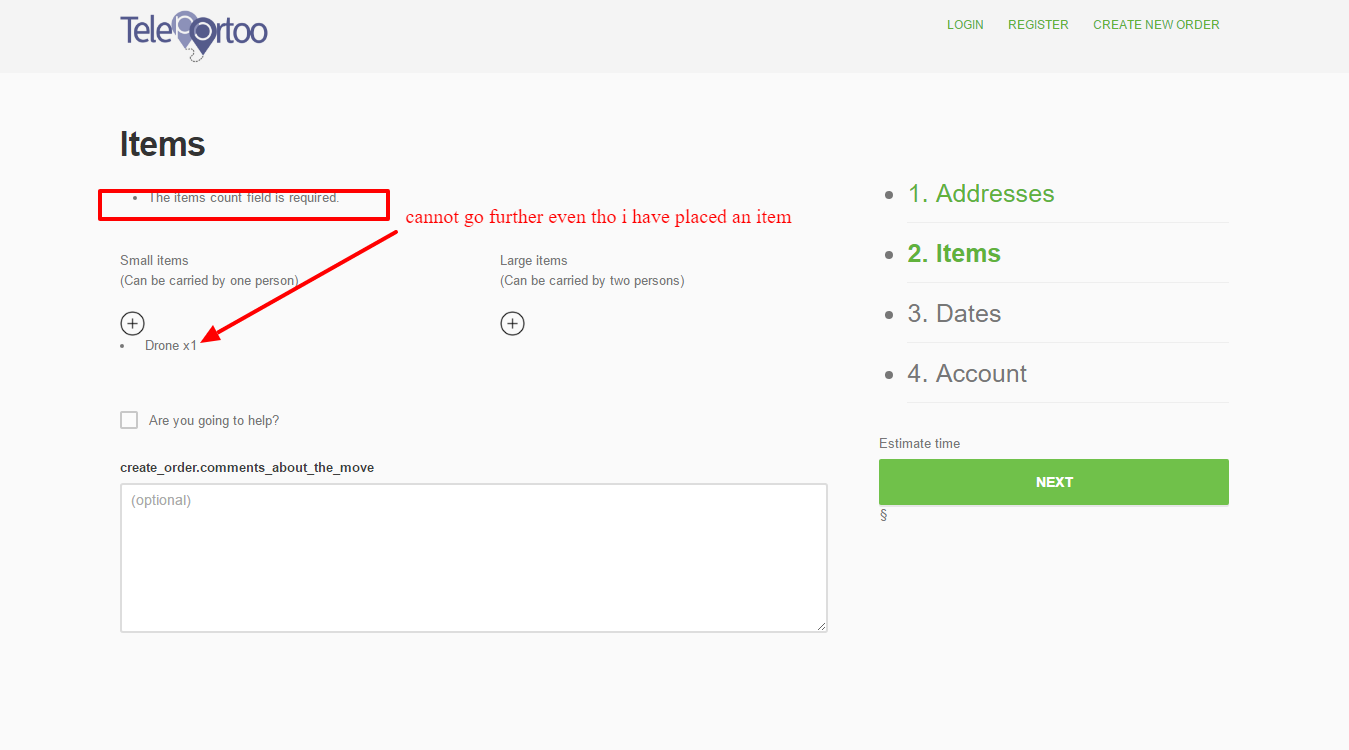 Teleportoo
LOGIN REGISTER CREATE NEW ORDER
Items
The items count field is required.
cannot go further even tho i have placed an item
Small items
(Can be carried by one person)
Large items
(Can be carried by two persons)
Drone x1
Are you going to help?
create_order.comments_about_the_move
(optional)
1. Addresses
2. Items
3. Dates
4. Account
Estimate time
NEXT
§